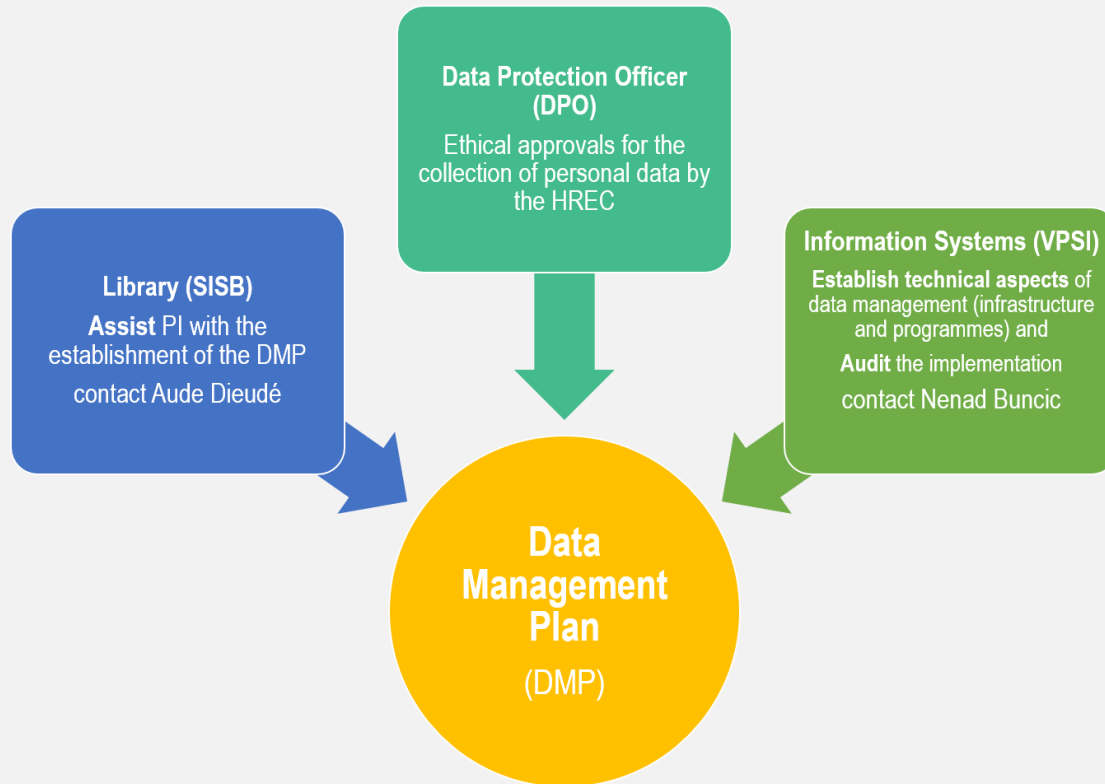 Data Protection Officer
(DPO)
Ethical approvals for the
collection of personal data by
the HREC
Library (SISB)
Assist PI with the
establishment of the DMP
contact Aude Dieudé
Information Systems (VPSI)
Establish technical aspects of
data management (infrastructure
and programmes) and
Audit the implementation
contact Nenad Buncic
Data
Management
Plan
(DMP)